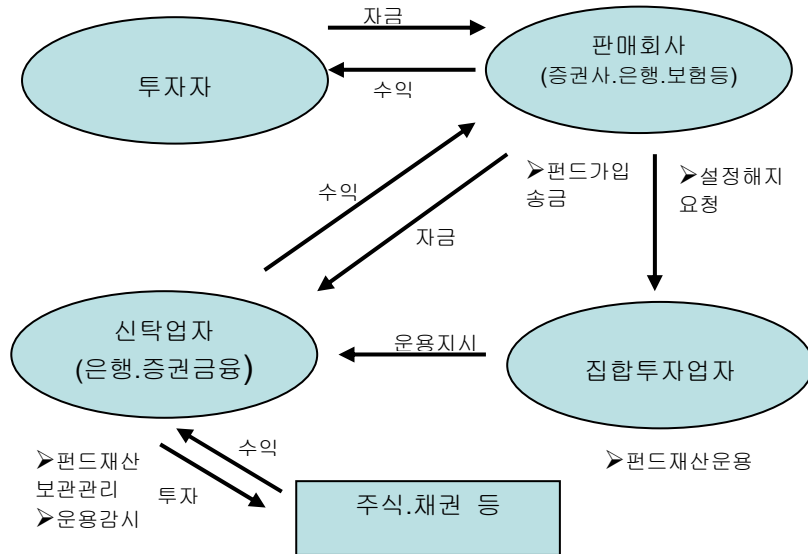 자금
투자자
판매회사
(증권사.은행.보험등)
수익
➢펀드가입
송금
➢설정해지
요청
수익
자금
신탁업자
(은행.증권금융)
운용지시
집합투자업자
➢펀드재산
보관관리
➢운용감시
수익
투자
➢펀드재산운용
주식.채권 등